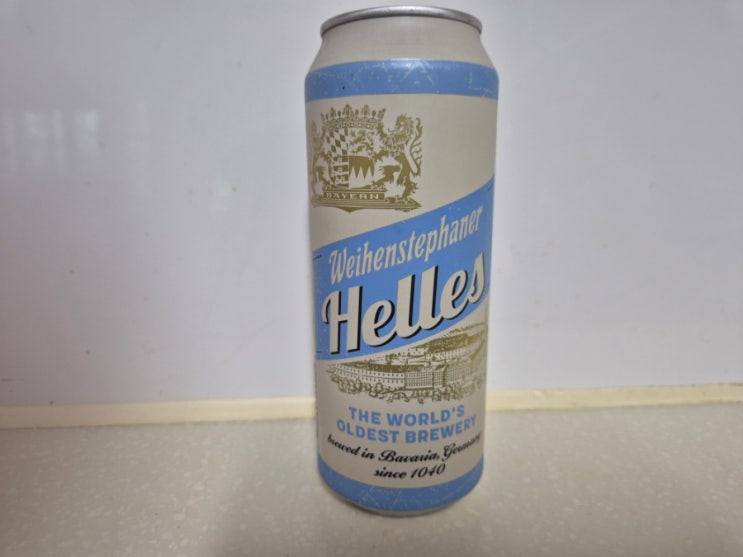 BAYERN
Weihenstephaner
Helles
THE WORLD'S
OLDEST BREWERY
brewed in Bavaria, Germany
since 1040